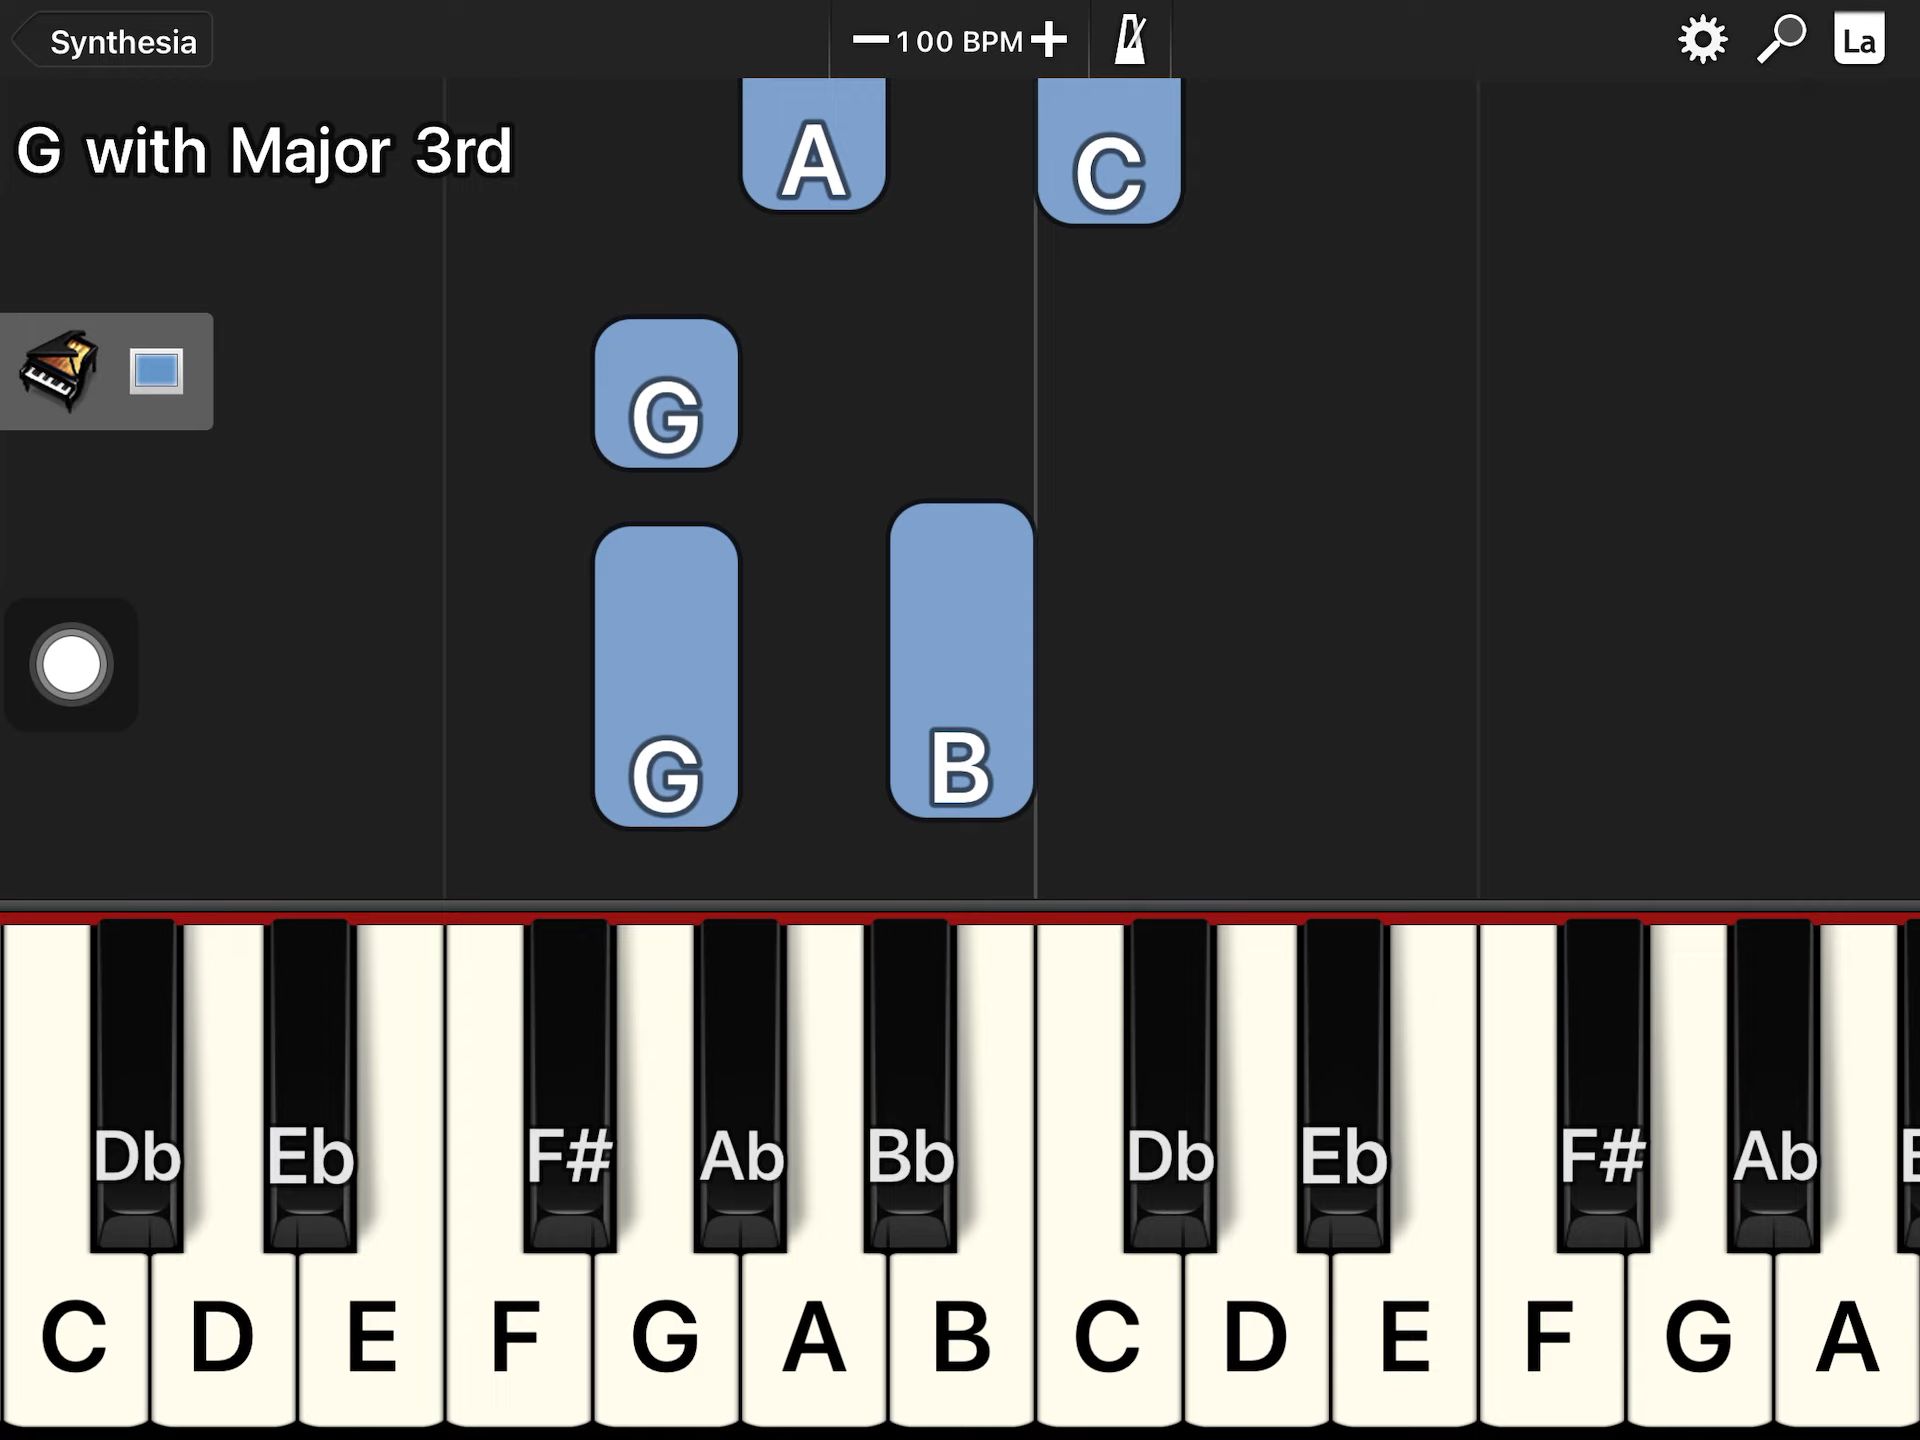 Synthesia
100 BPM
La
G with Major 3rd
A C
G
G B
Db Eb F# Ab Bb Db Eb F# Ab
C D E F G A B C D E F G A